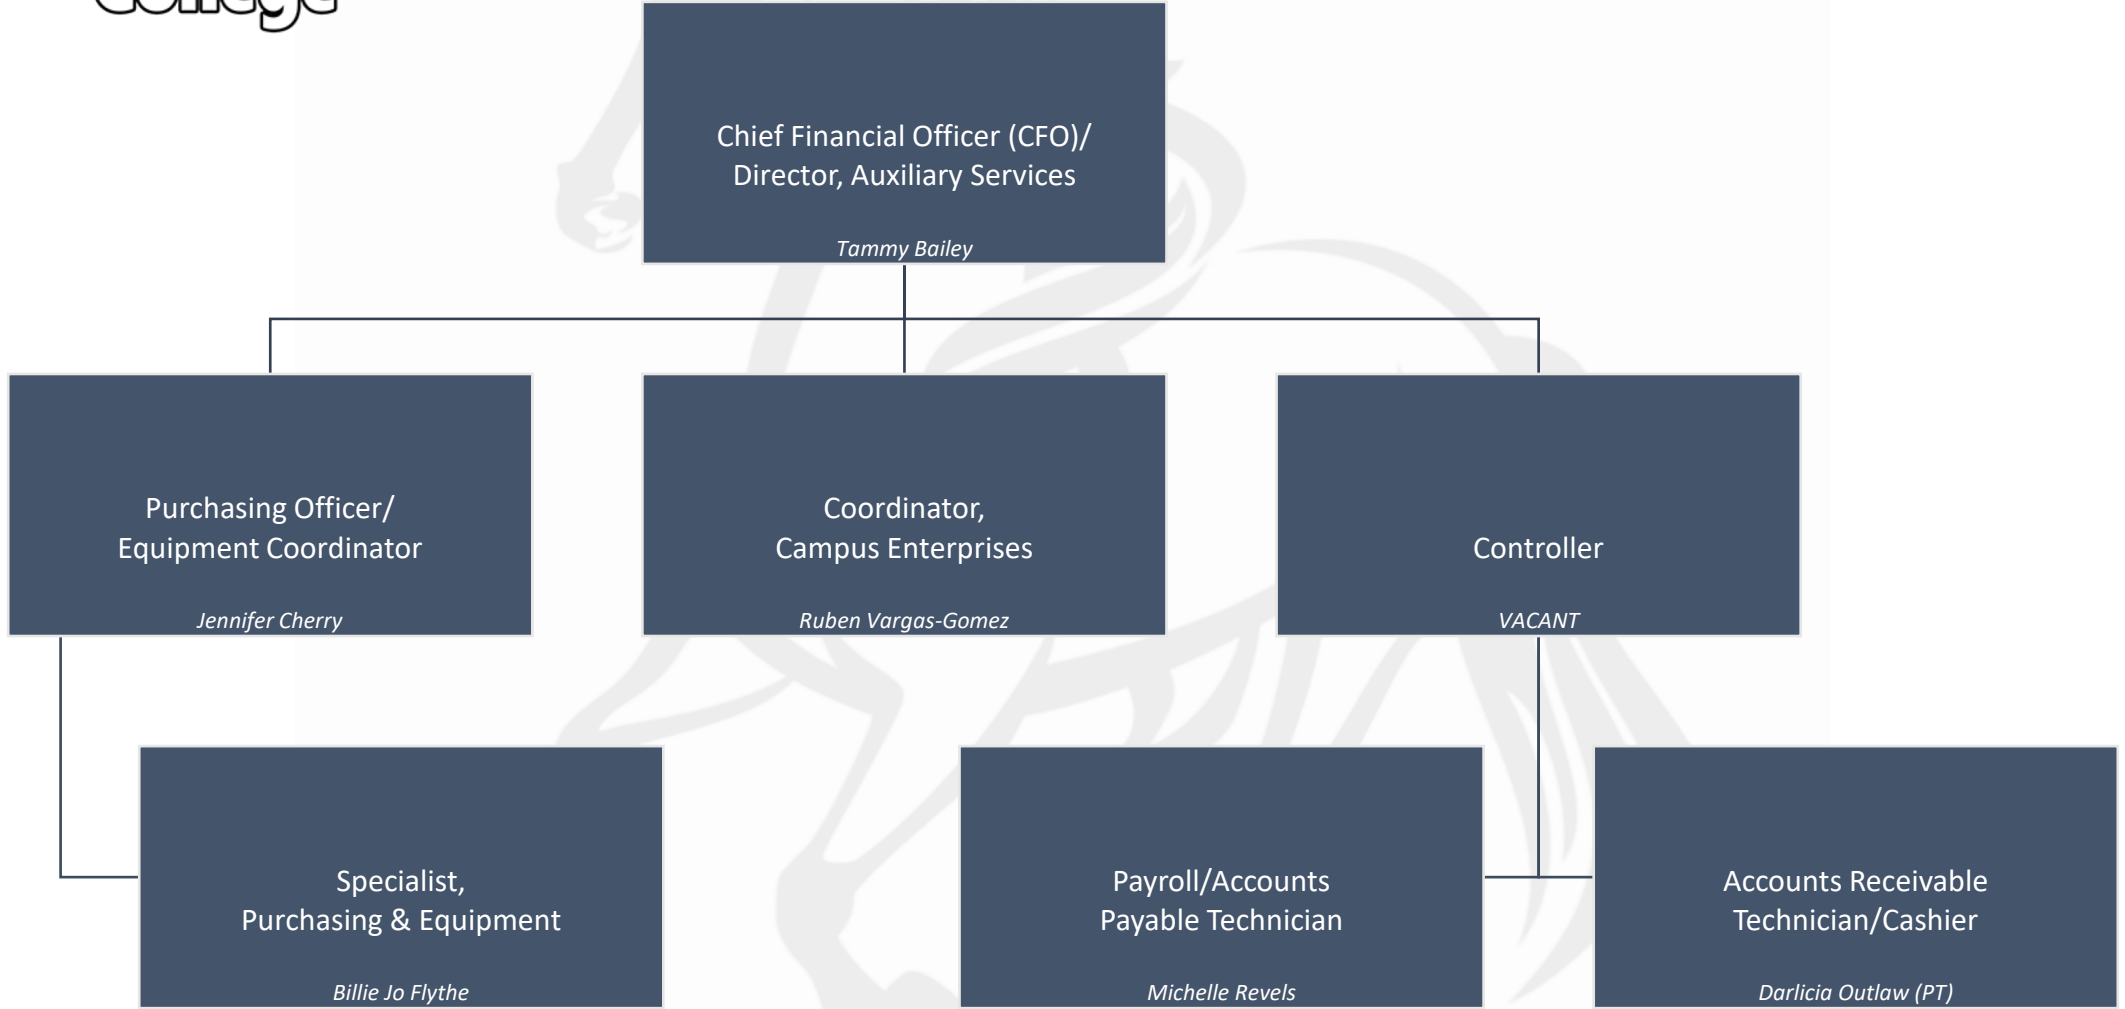 College
Chief Financial Officer (CFO)/
Director, Auxiliary Services
Tammy Bailey
Purchasing Officer/
Equipment Coordinator
Jennifer Cherry
Coordinator,
Campus Enterprises
Ruben Vargas-Gomez
Controller
VACANT
Specialist,
Purchasing & Equipment
Billie Jo Flythe
Payroll/Accounts
Payable Technician
Michelle Revels
Accounts Receivable
Technician/Cashier
Darlicia Outlaw (PT)